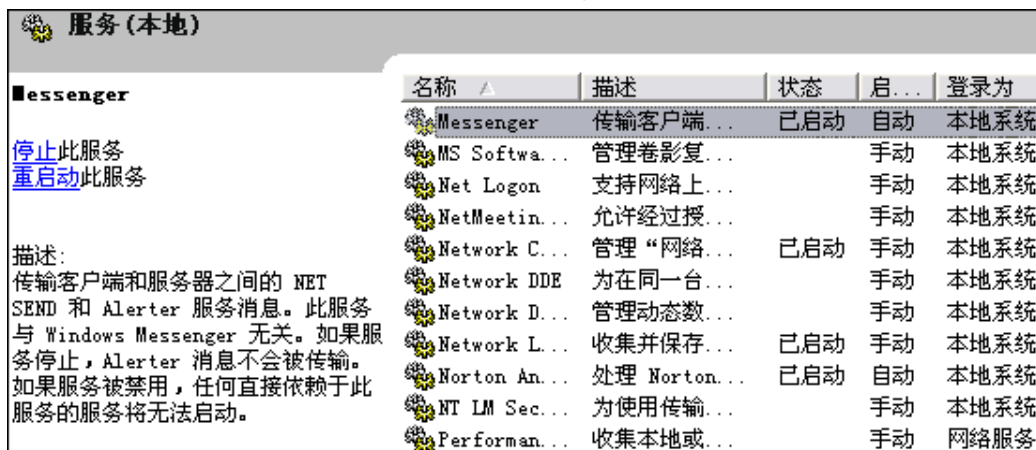 服务(本地)
Messenger
停止此服务
重启动此服务
描述:
传输客户端和服务器之间的 NET
SEND 和 Alerter 服务消息。此服务
与 Windows Messenger 无关。如果服
务停止，Alerter 消息不会被传输。
如果服务被禁用，任何直接依赖于此
服务的服务将无法启动。
名称 描述 状态 启... 登录为
Messenger 传输客户端... 已启动 自动 本地系统
MS Softwa... 管理卷影复... 手动 本地系统
Net Logon 支持网络上... 手动 本地系统
NetMeetin... 允许经过授... 手动 本地系统
Network C... 管理“网络... 已启动 手动 本地系统
Network DDE 为在同一台... 手动 本地系统
Network D... 管理动态数... 手动 本地系统
Network L... 收集并保存... 已启动 手动 本地系统
Norton An... 处理 Norton... 已启动 自动 本地系统
NT LM Sec... 为使用传输... 手动 本地系统
Performan... 收集本地或... 手动 网络服务